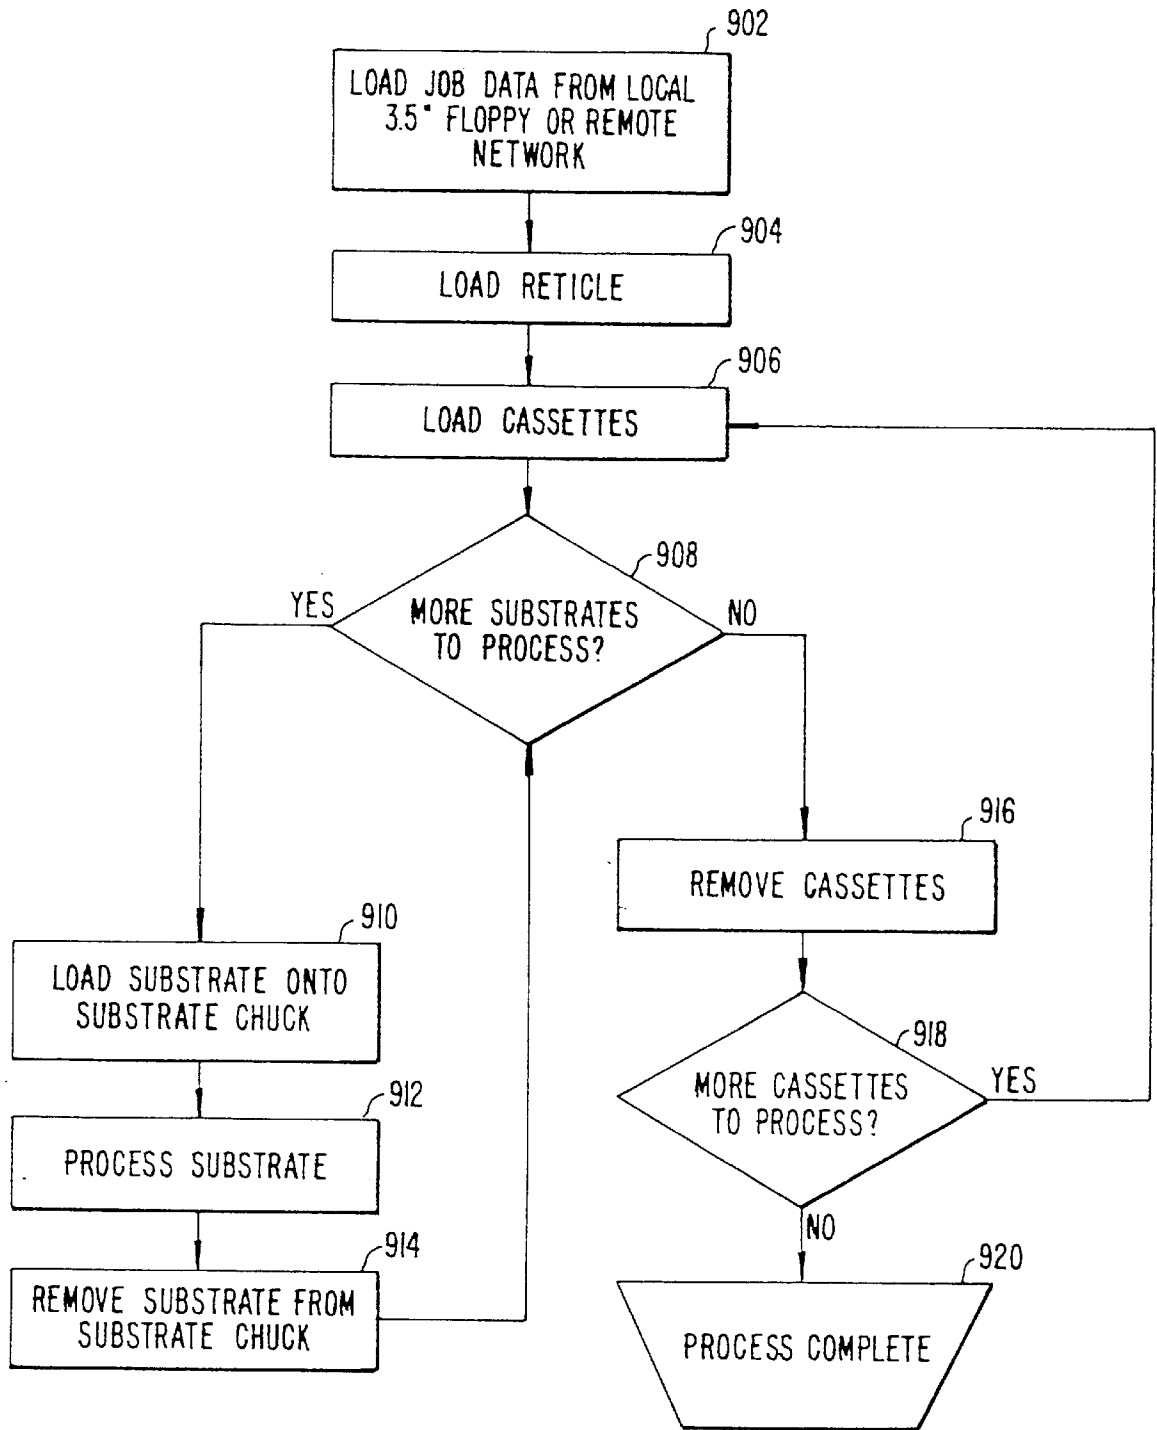 902
LOAD JOB DATA FROM LOCAL
3.5" FLOPPY OR REMOTE
NETWORK
904
LOAD RETICLE
906
LOAD CASSETTES
908
YES
MORE SUBSTRATES
TO PROCESS?
NO
916
REMOVE CASSETTES
910
LOAD SUBSTRATE ONTO
SUBSTRATE CHUCK
918
MORE CASSETTES
TO PROCESS?
YES
912
PROCESS SUBSTRATE
NO
914
REMOVE SUBSTRATE FROM
SUBSTRATE CHUCK
920
PROCESS COMPLETE